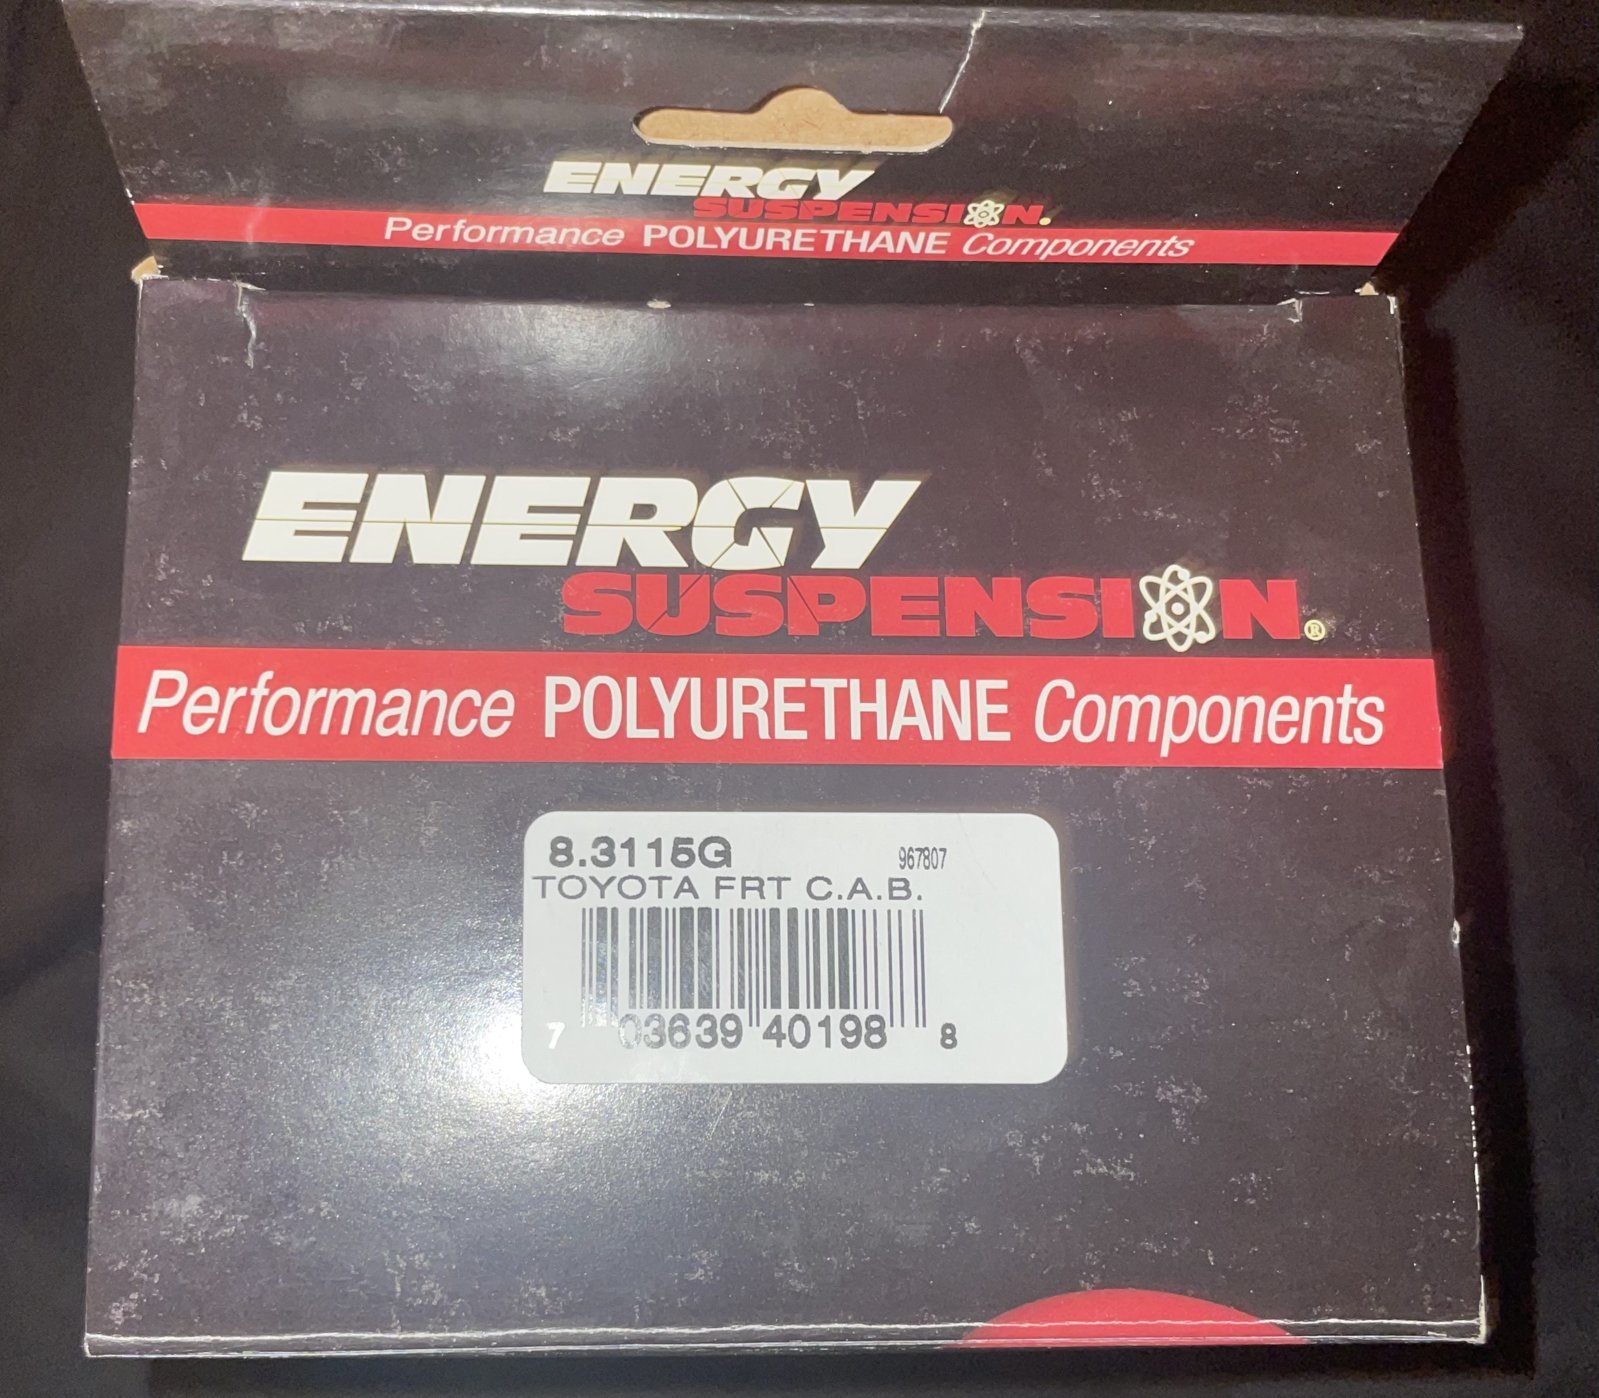 ENERGY
SUSPENSION.
Performance POLYURETHANE Components
ENERGY
SUSPENSION®
Performance POLYURETHANE Components
8.3115G 967807
TOYOTA FRT C.A.B.
7 03639 40198 8